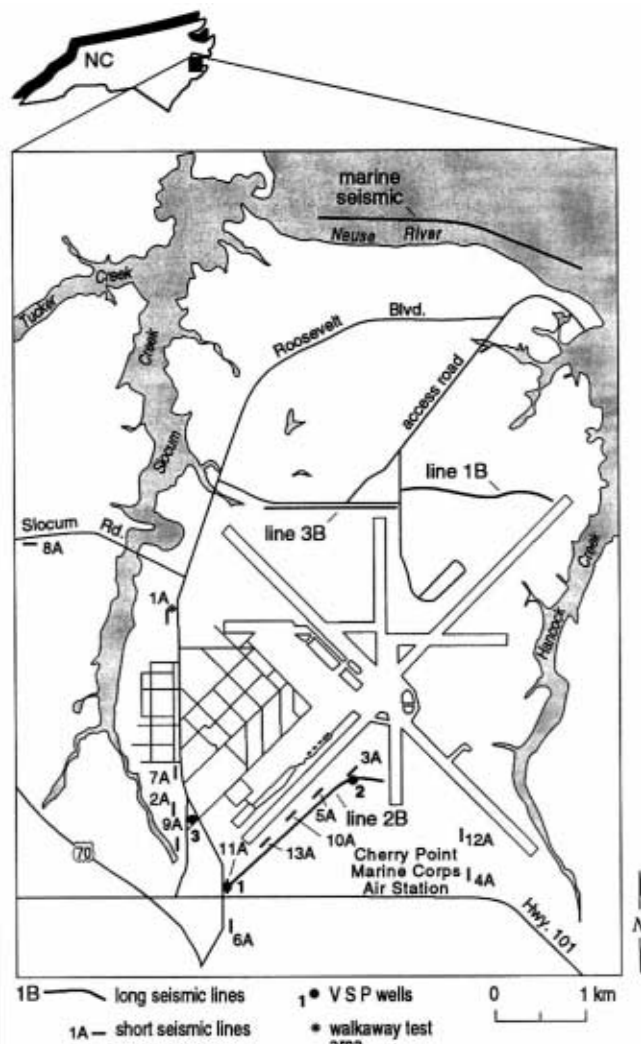 NC
marine
seismic
Neuse River
Tucker Creek
Slocum Creek
Roosevelt Blvd.
access road
line 1B
line 3B
Slocum Rd.
8A
1A
Hancock Creek
7A
2A
9A
3
3A
2
5A
line 2B
10A
13A
11A
1
12A
4A
Cherry Point
Marine Corps
Air Station
70
6A
Hwy. 101
N
1B long seismic lines
1 VSP wells
0 1 km
1A short seismic lines
walkaway test
area